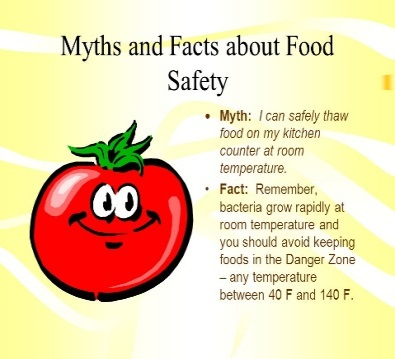 Myths and Facts about Food
Safety
• Myth: I can safely thaw
food on my kitchen
counter at room
temperature.
• Fact: Remember,
bacteria grow rapidly at
room temperature and
you should avoid keeping
foods in the Danger Zone
– any temperature
between 40 F and 140 F.